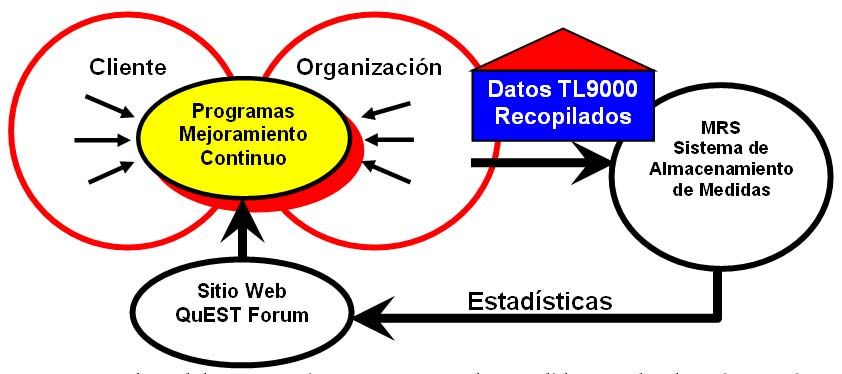 Cliente
Organización
Programas
Mejoramiento
Continuo
Datos TL9000
Recopilados
MRS
Sistema de
Almacenamiento
de Medidas
Estadísticas
Sitio Web
QuEST Forum